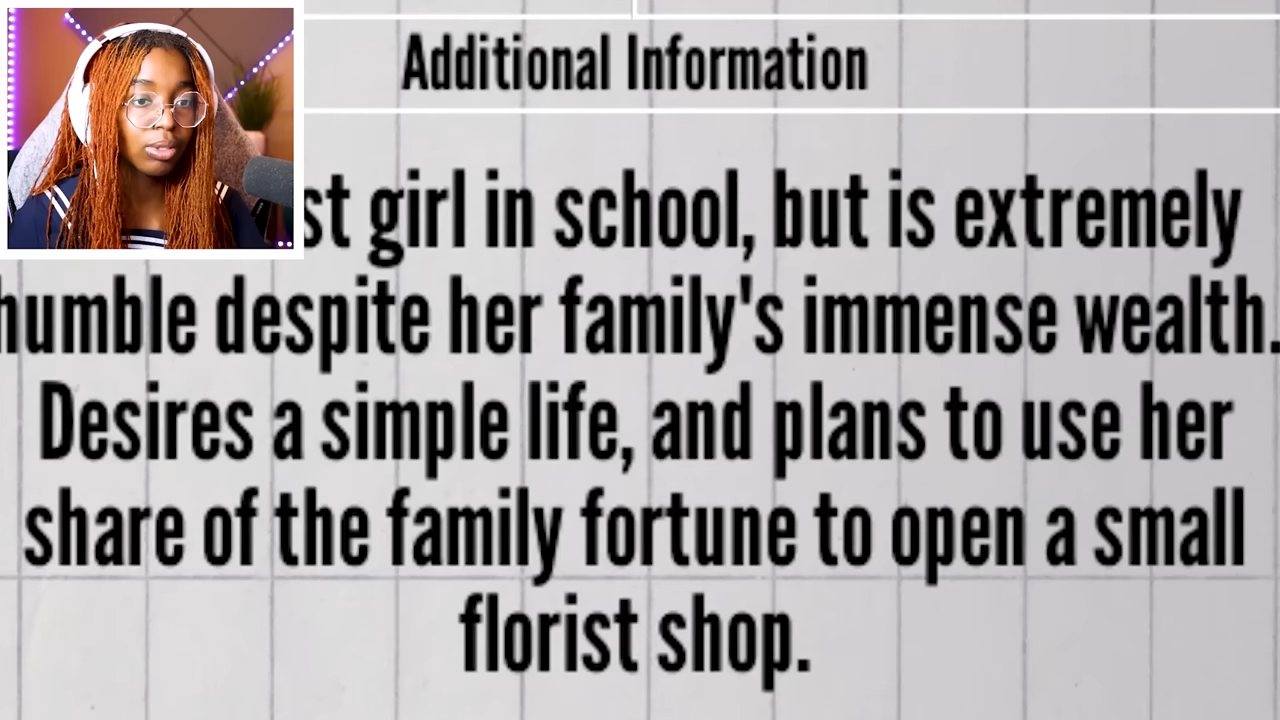 Additional Information
st girl in school, but is extremely
humble despite her family's immense wealth.
Desires a simple life, and plans to use her
share of the family fortune to open a small
florist shop.